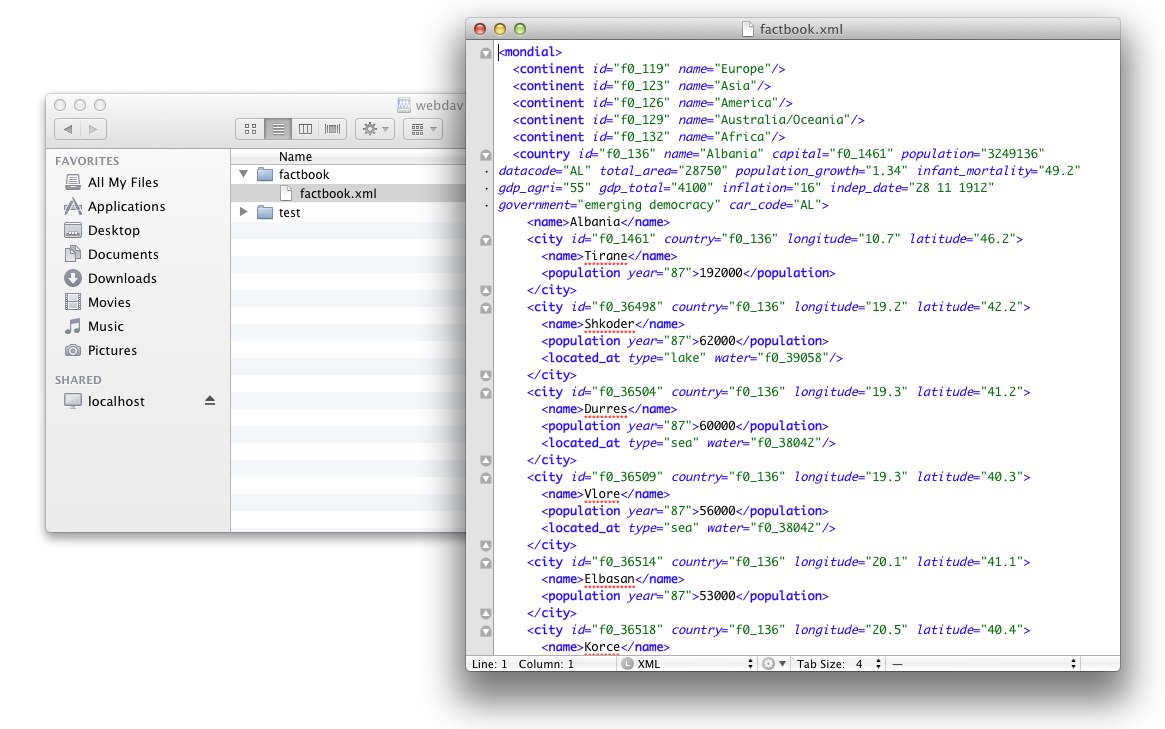 webdav
FAVORITES
All My Files
Applications
Desktop
Documents
Downloads
Movies
Music
Pictures
SHARED
localhost
Name
factbook
factbook.xml
test
factbook.xml
<mondial>
<continent id="f0_119" name="Europe"/>
<continent id="f0_123" name="Asia"/>
<continent id="f0_126" name="America"/>
<continent id="f0_129" name="Australia/Oceania"/>
<continent id="f0_132" name="Africa"/>
<country id="f0_136" name="Albania" capital="f0_1461" population="3249136"
datacode="AL" total_area="28750" population_growth="1.34" infant_mortality="49.2"
gdp_agri="55" gdp_total="4100" inflation="16" indep_date="28 11 1912"
government="emerging democracy" car_code="AL">
<name>Albania</name>
<city id="f0_1461" country="f0_136" longitude="10.7" latitude="46.2">
<name>Tirane</name>
<population year="87">192000</population>
</city>
<city id="f0_36498" country="f0_136" longitude="19.2" latitude="42.2">
<name>Shkoder</name>
<population year="87">62000</population>
<located_at type="lake" water="f0_39058"/>
</city>
<city id="f0_36504" country="f0_136" longitude="19.3" latitude="41.2">
<name>Durres</name>
<population year="87">60000</population>
<located_at type="sea" water="f0_38042"/>
</city>
<city id="f0_36509" country="f0_136" longitude="19.3" latitude="40.3">
<name>Vlore</name>
<population year="87">56000</population>
<located_at type="sea" water="f0_38042"/>
</city>
<city id="f0_36514" country="f0_136" longitude="20.1" latitude="41.1">
<name>Elbasan</name>
<population year="87">53000</population>
</city>
<city id="f0_36518" country="f0_136" longitude="20.5" latitude="40.4">
<name>Korce</name>
Line: 1 Column: 1 L XML Tab Size: 4 —